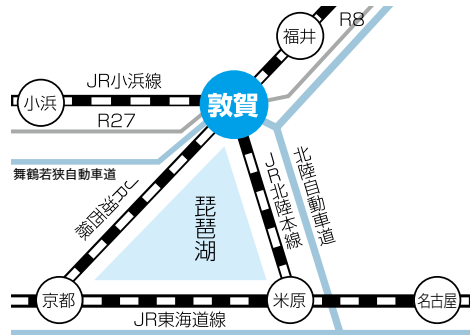 R8
福井
JR小浜線
小浜
敦賀
R27
舞鶴若狭自動車道
JR湖西線
琵琶湖
JR北陸本線
北陸自動車道
京都
米原
名古屋
JR東海道線